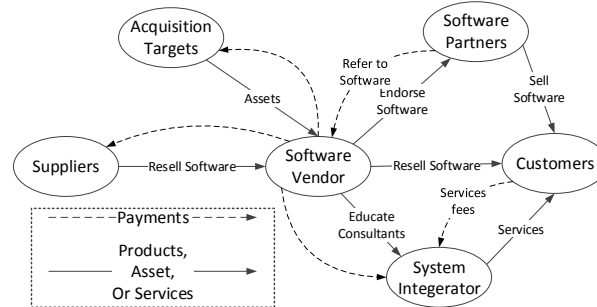 Acquisition
Targets
Software
Partners
Refer to
Software
Endorse
Software
Sell
Software
Assets
Suppliers
Resell Software
Software
Vendor
Resell Software
Customers
Services
fees
Educate
Consultants
Services
System
Integerator
Payments
Products,
Asset,
Or Services